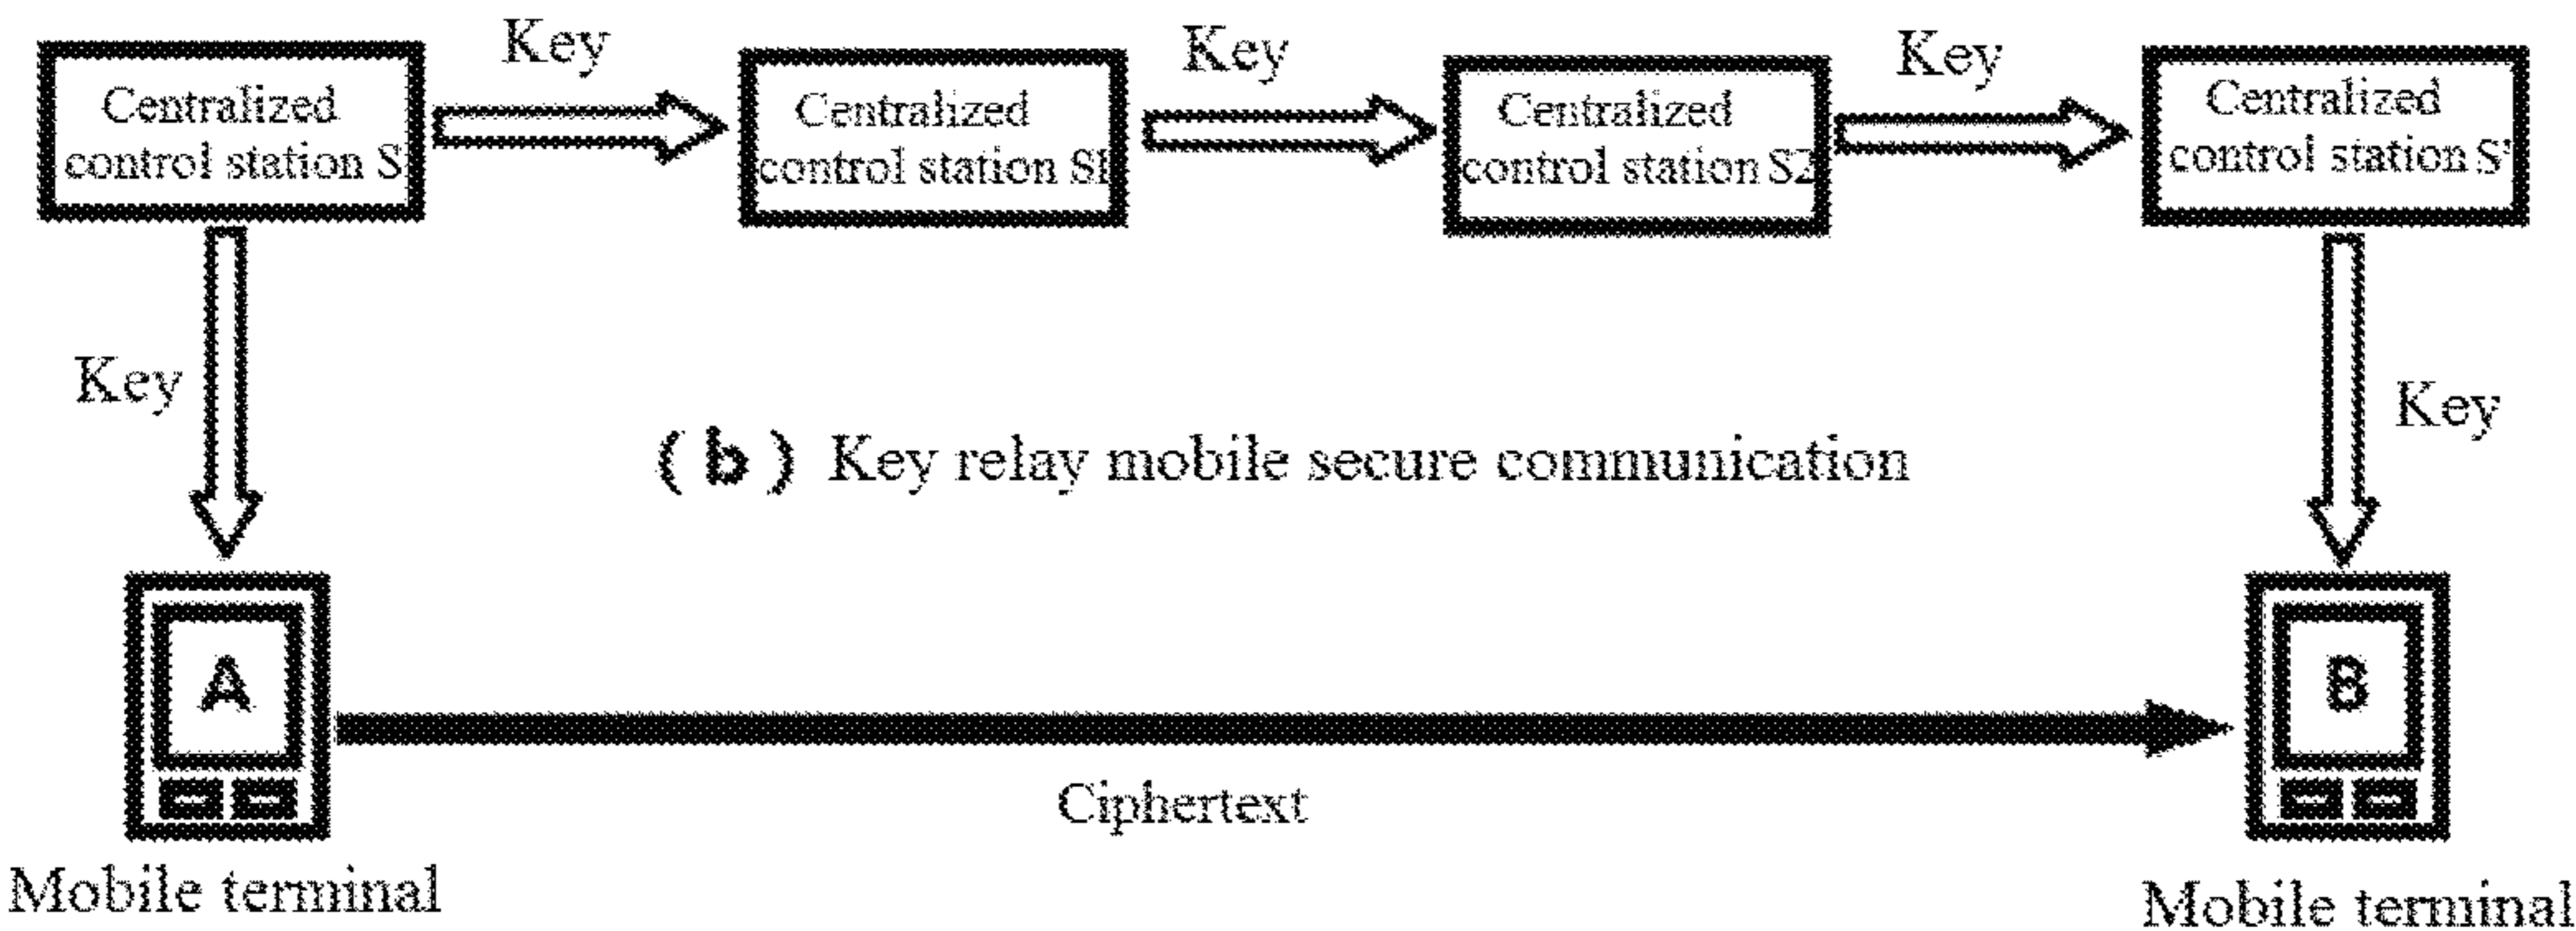 Key
Key
Key
Centralized
control station S
Centralized
control station S1
Centralized
control station S2
Centralized
control station S'
Key
Key
( b ) Key relay mobile secure communication
A
B
Ciphertext
Mobile terminal
Mobile terminal